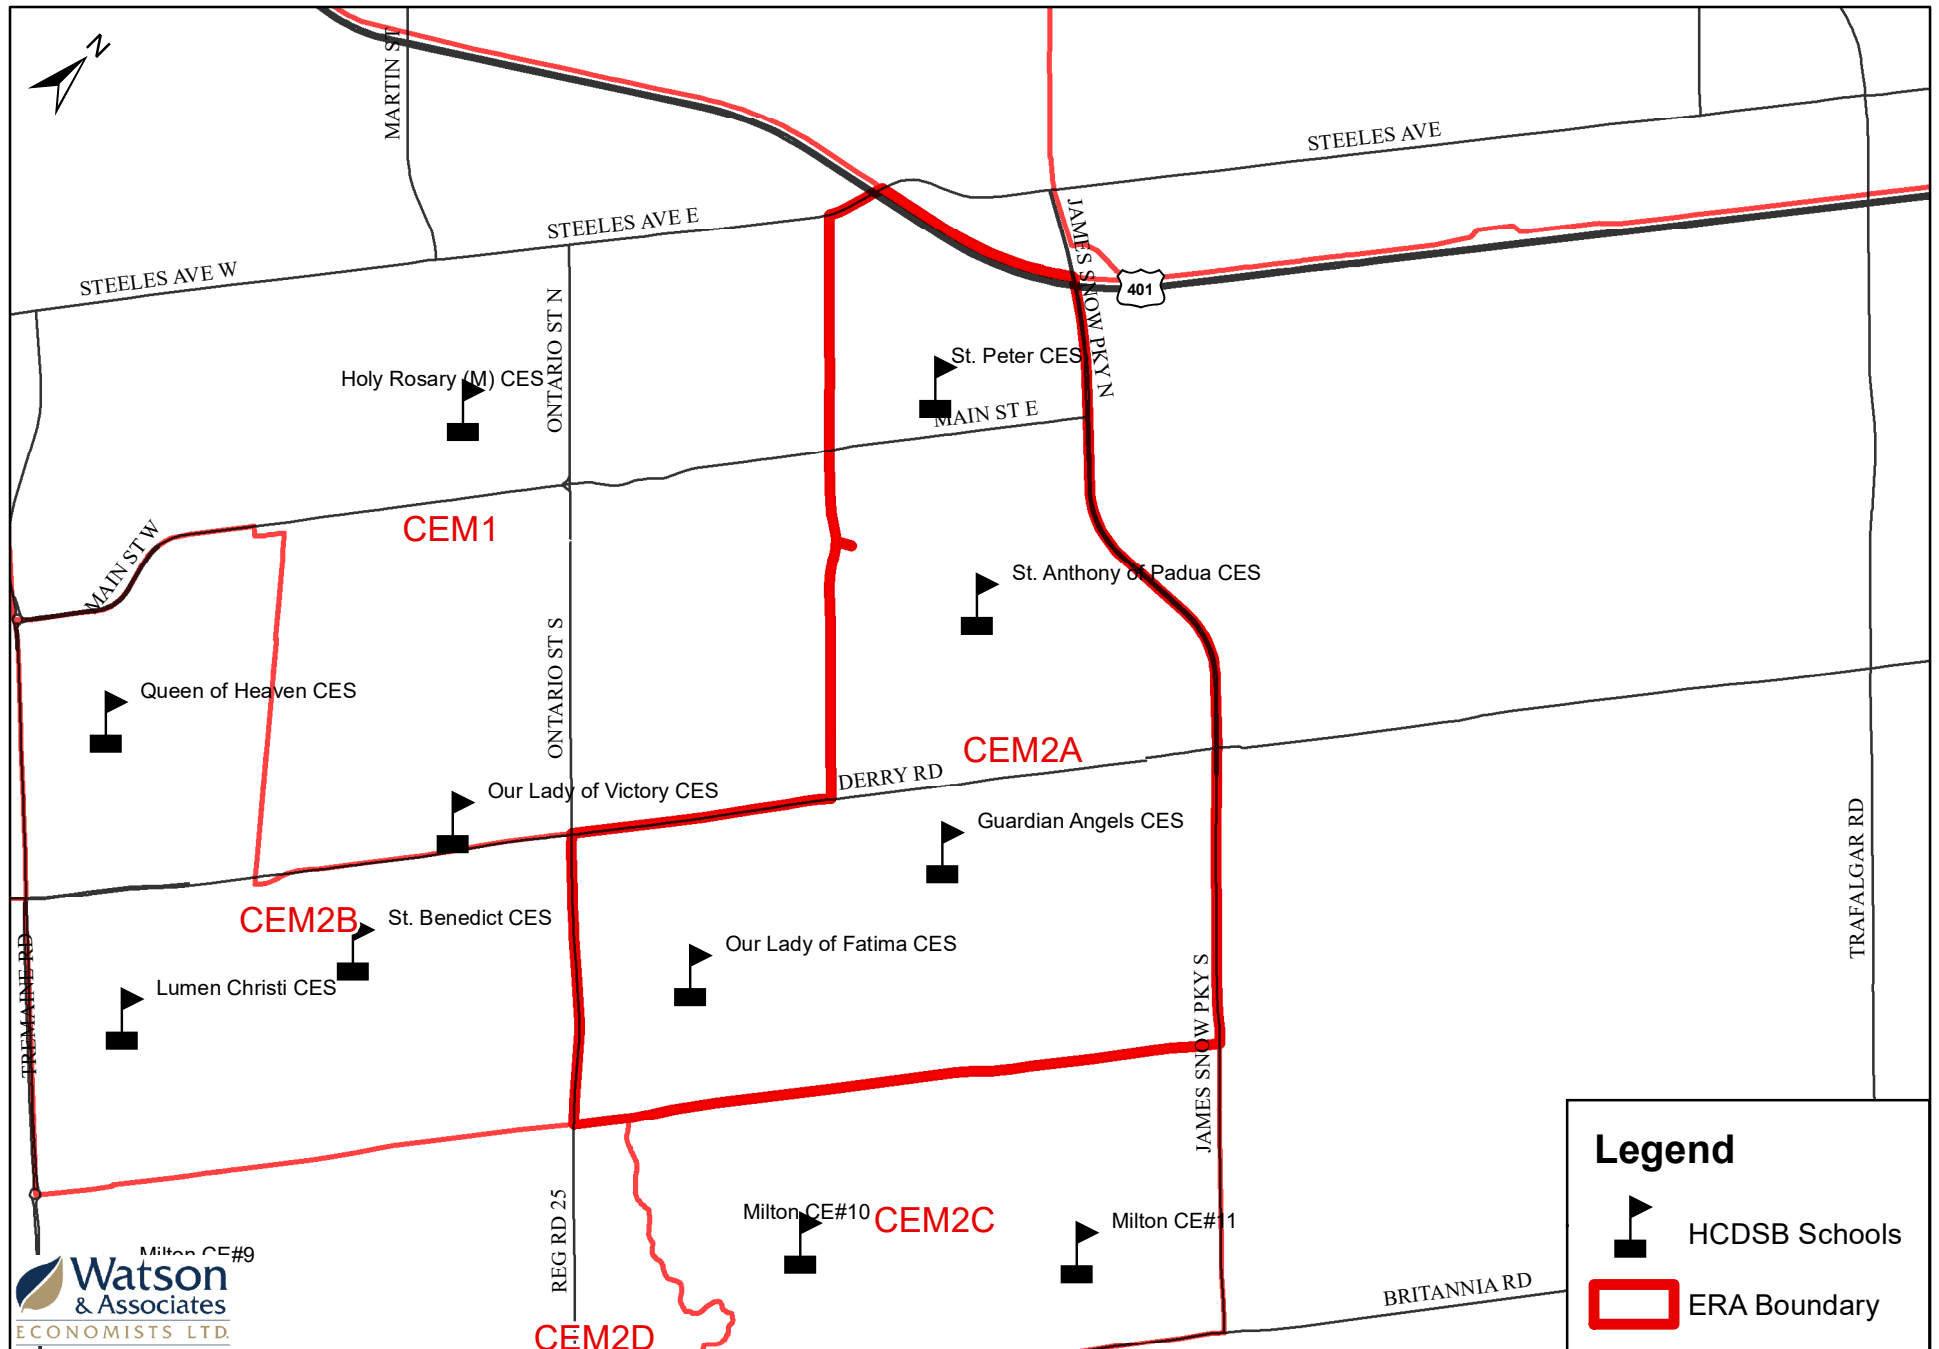 N
MARTIN ST
STEELES AVE
STEELES AVE E
STEELES AVE W
JAMES SNOW PKY N
401
ONTARIO ST N
St. Peter CES
Holy Rosary (M) CES
MAIN ST E
CEM1
MAIN ST W
St. Anthony of Padua CES
ONTARIO ST S
Queen of Heaven CES
CEM2A
DERRY RD
Our Lady of Victory CES
Guardian Angels CES
TRAFALGAR RD
CEM2B
St. Benedict CES
Our Lady of Fatima CES
TREMAINE RD
Lumen Christi CES
JAMES SNOW PKY S
REG RD 25
Milton CE#10
CEM2C
Milton CE#11
Milton CE#9
BRITANNIA RD
CEM2D
Watson
& Associates
ECONOMISTS LTD.
Legend
HCDSB Schools
ERA Boundary